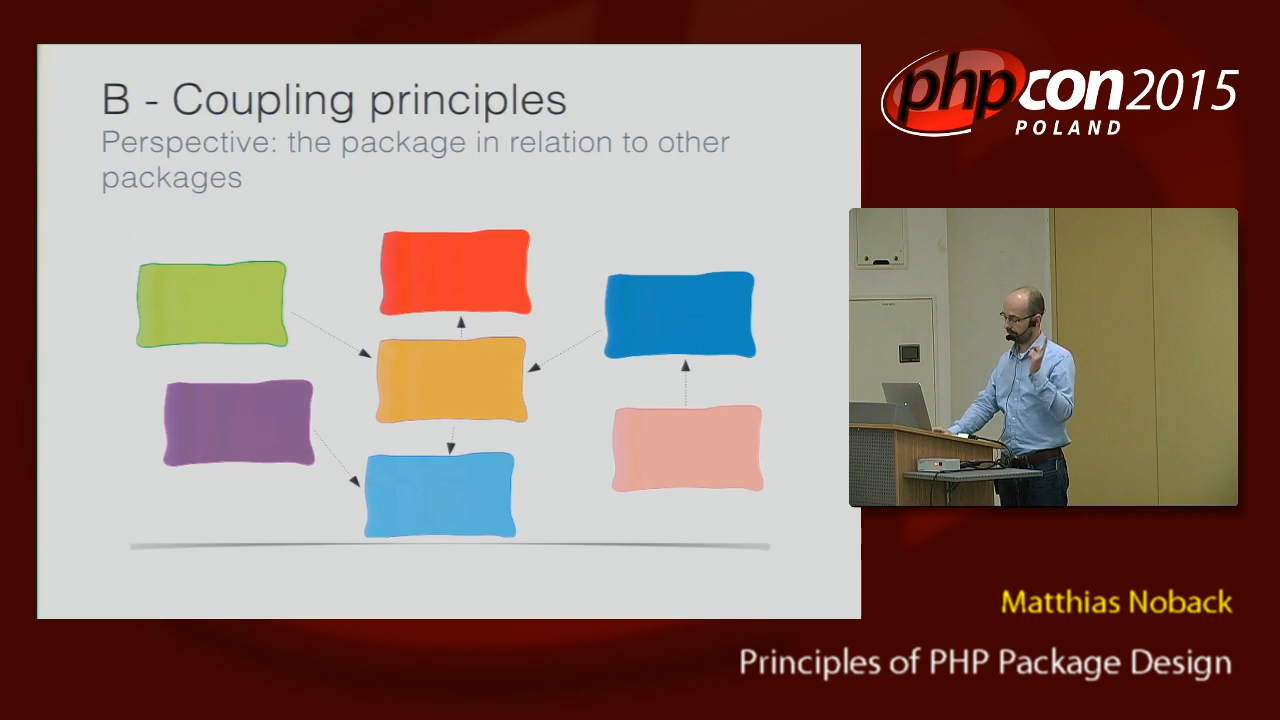 B - Coupling principles
Perspective: the package in relation to other
packages
phpcon2015
POLAND
Matthias Noback
Principles of PHP Package Design